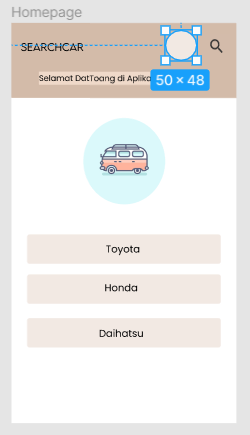 Homepage
SEARCHCAR
Selamat DatToang di Aplika
50 × 48
Toyota
Honda
Daihatsu